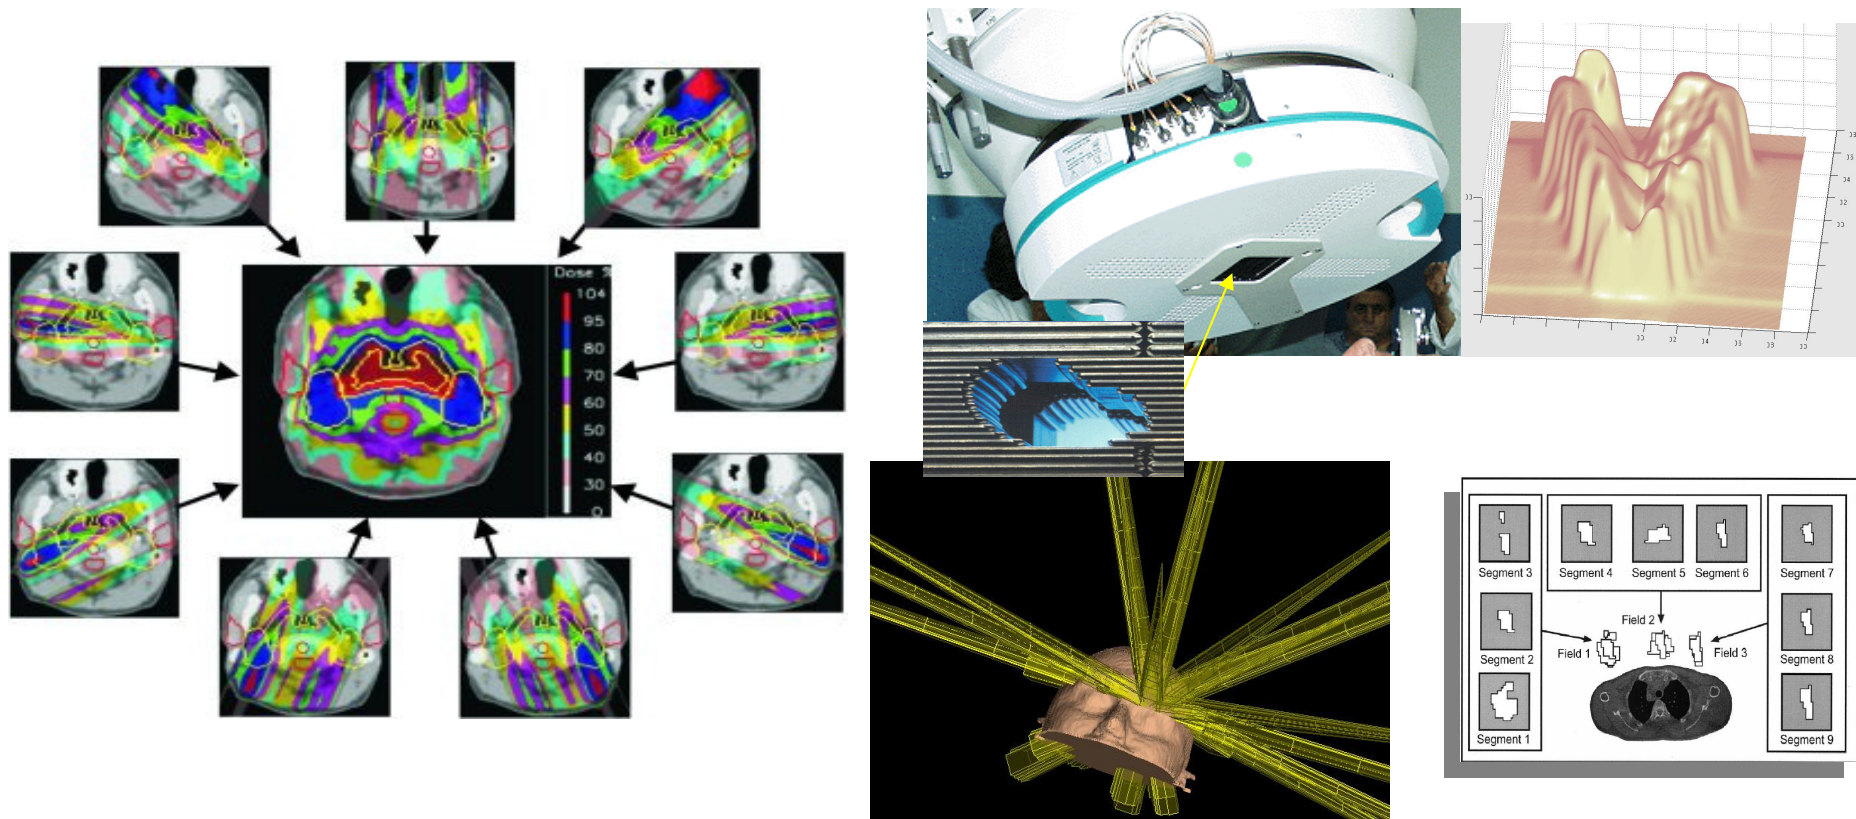 Dose %
104
95
80
70
60
50
40
30
0
Segment 3
Segment 4
Segment 5
Segment 6
Segment 7
Field 2
Segment 2
Field 1
Field 3
Segment 8
Segment 1
Segment 9